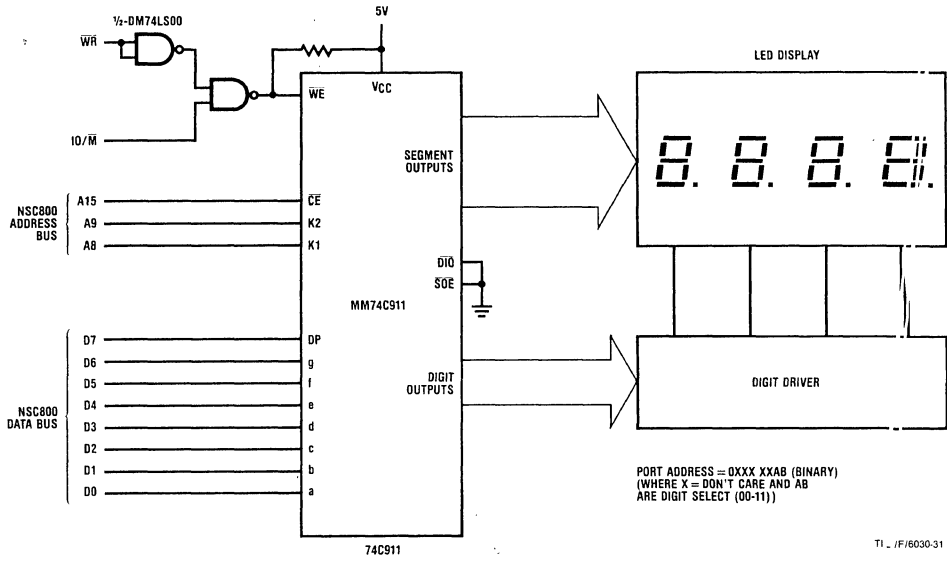 ½-DM74LS00
5V
WR
LED DISPLAY
WE
VCC
IO/M
SEGMENT
OUTPUTS
NSC800
ADDRESS
BUS
A15
CE
A9
K2
A8
K1
DIO
SOE
MM74C911
NSC800
DATA BUS
D7
DP
D6
g
D5
f
D4
e
D3
d
D2
c
D1
b
D0
a
DIGIT
OUTPUTS
DIGIT DRIVER
PORT ADDRESS = 0XXX XXAB (BINARY)
(WHERE X = DON'T CARE AND AB
ARE DIGIT SELECT (00-11))
74C911
/F/6030-31